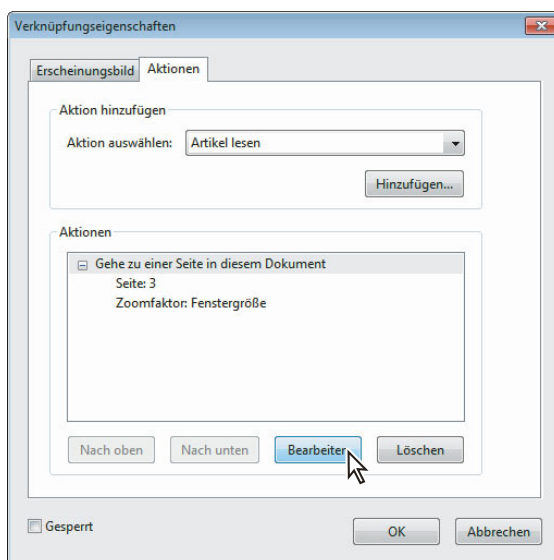 Verknüpfungseigenschaften
Erscheinungsbild Aktionen
Aktion hinzufügen
Aktion auswählen: Artikel lesen
Hinzufügen...
Aktionen
Gehe zu einer Seite in diesem Dokument
Seite: 3
Zoomfaktor: Fenstergröße
Nach oben Nach unten Bearbeiten Löschen
Gesperrt OK Abbrechen